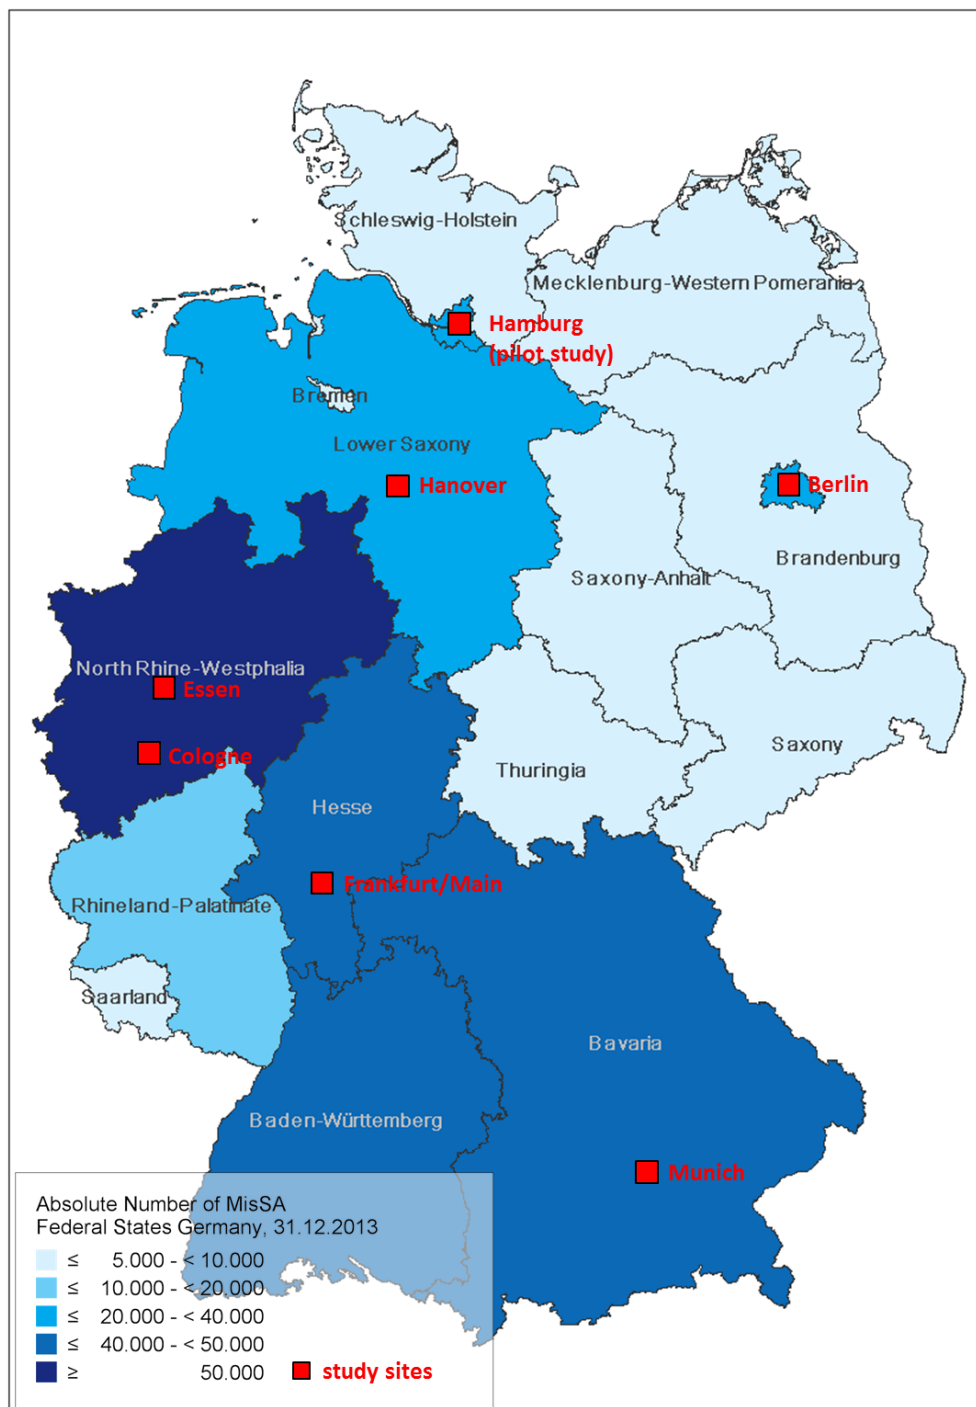 Schleswig-Holstein
Mecklenburg-Western Pomerania
Hamburg
(pilot study)
Bremen
Lower Saxony
Hanover
Berlin
Brandenburg
Saxony-Anhalt
North Rhine-Westphalia
Essen
Cologne
Saxony
Thuringia
Hesse
Frankfurt/Main
Rhineland-Palatinate
Saarland
Bavaria
Baden-Württemberg
Munich
Absolute Number of MisSA
Federal States Germany, 31.12.2013
≤ 5.000 - < 10.000
≤ 10.000 - < 20.000
≤ 20.000 - < 40.000
≤ 40.000 - < 50.000
≥ 50.000
study sites